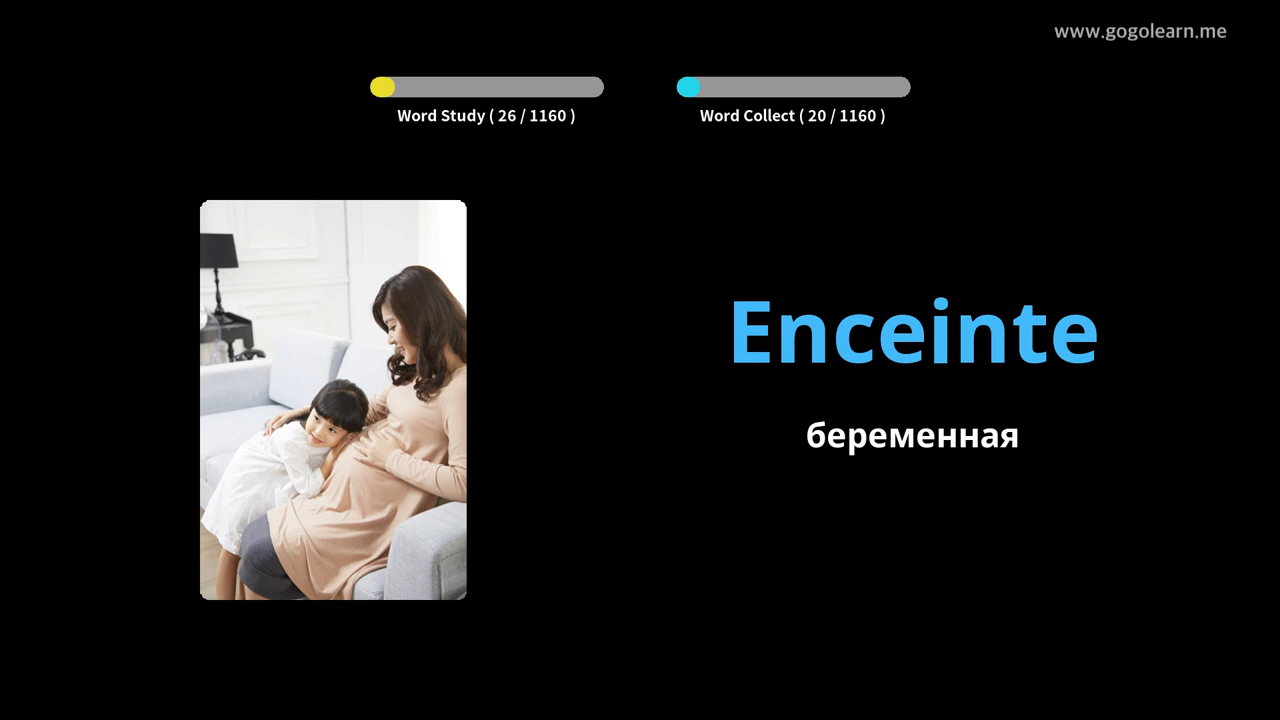 www.gogolearn.me
Word Study ( 26 / 1160 )
Word Collect ( 20 / 1160 )
Enceinte
беременная